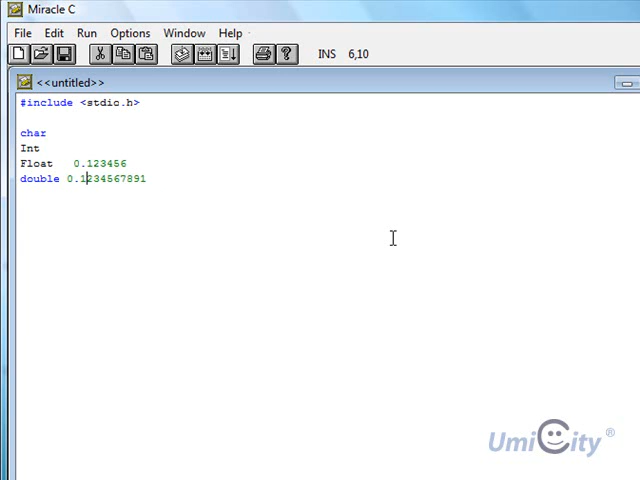 Miracle C
File Edit Run Options Window Help
INS 6,10
<<untitled>>
#include <stdio.h>
char
Int
Float 0.123456
double 0.1234567891
UmiCity ®